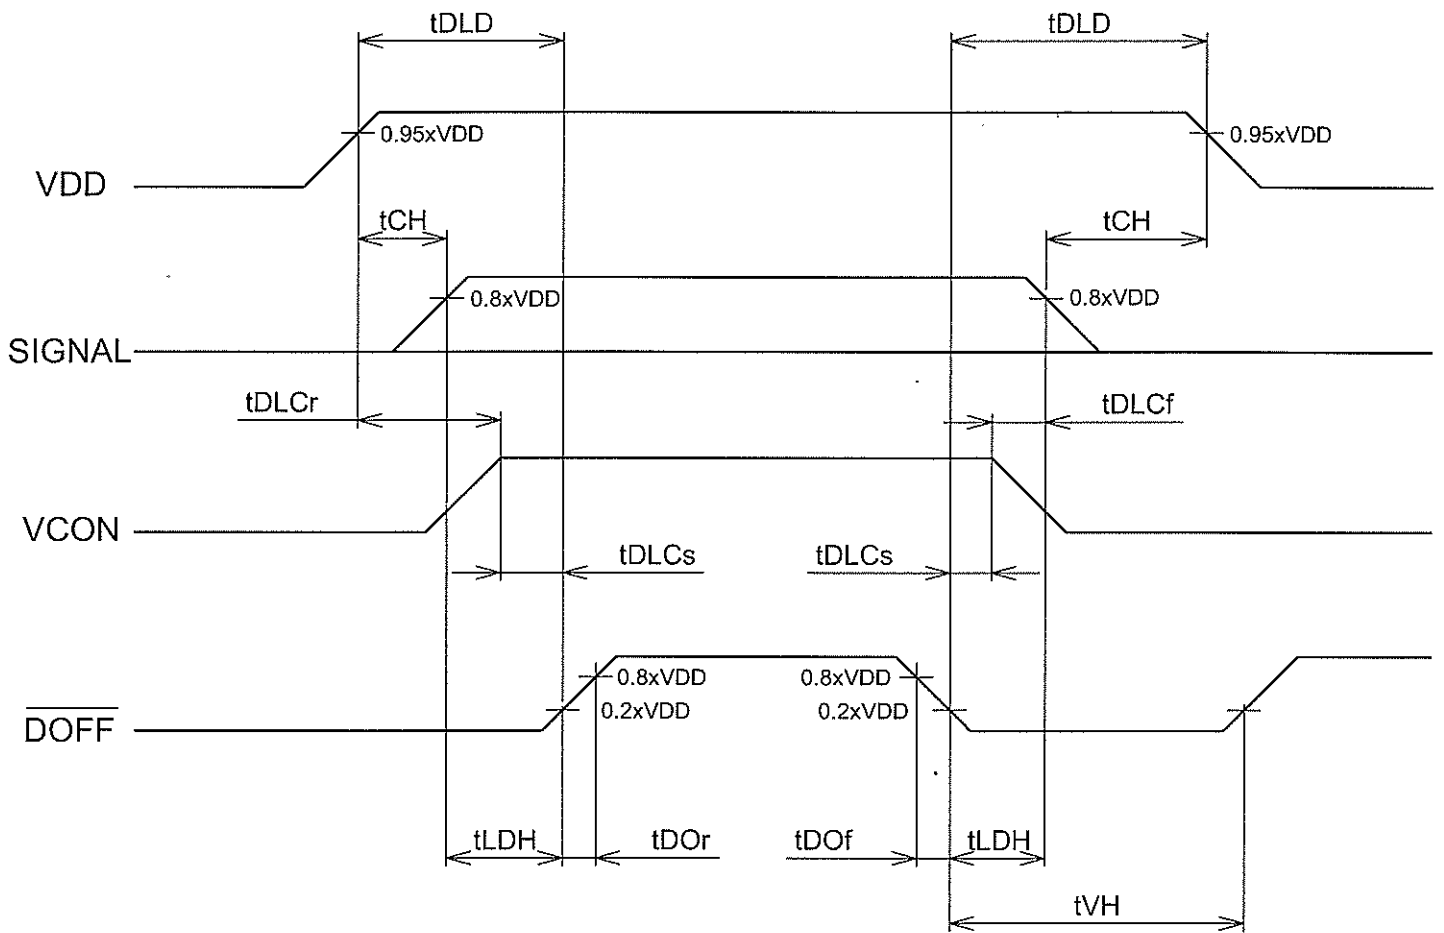 tDLD tDLD
0.95xVDD 0.95xVDD
VDD
tCH tCH
0.8xVDD 0.8xVDD
SIGNAL
tDLCr tDLCf
VCON
tDLCs tDLCs
0.8xVDD 0.8xVDD
0.2xVDD 0.2xVDD
DOFF
tLDH tDOr tDOf tLDH
tVH